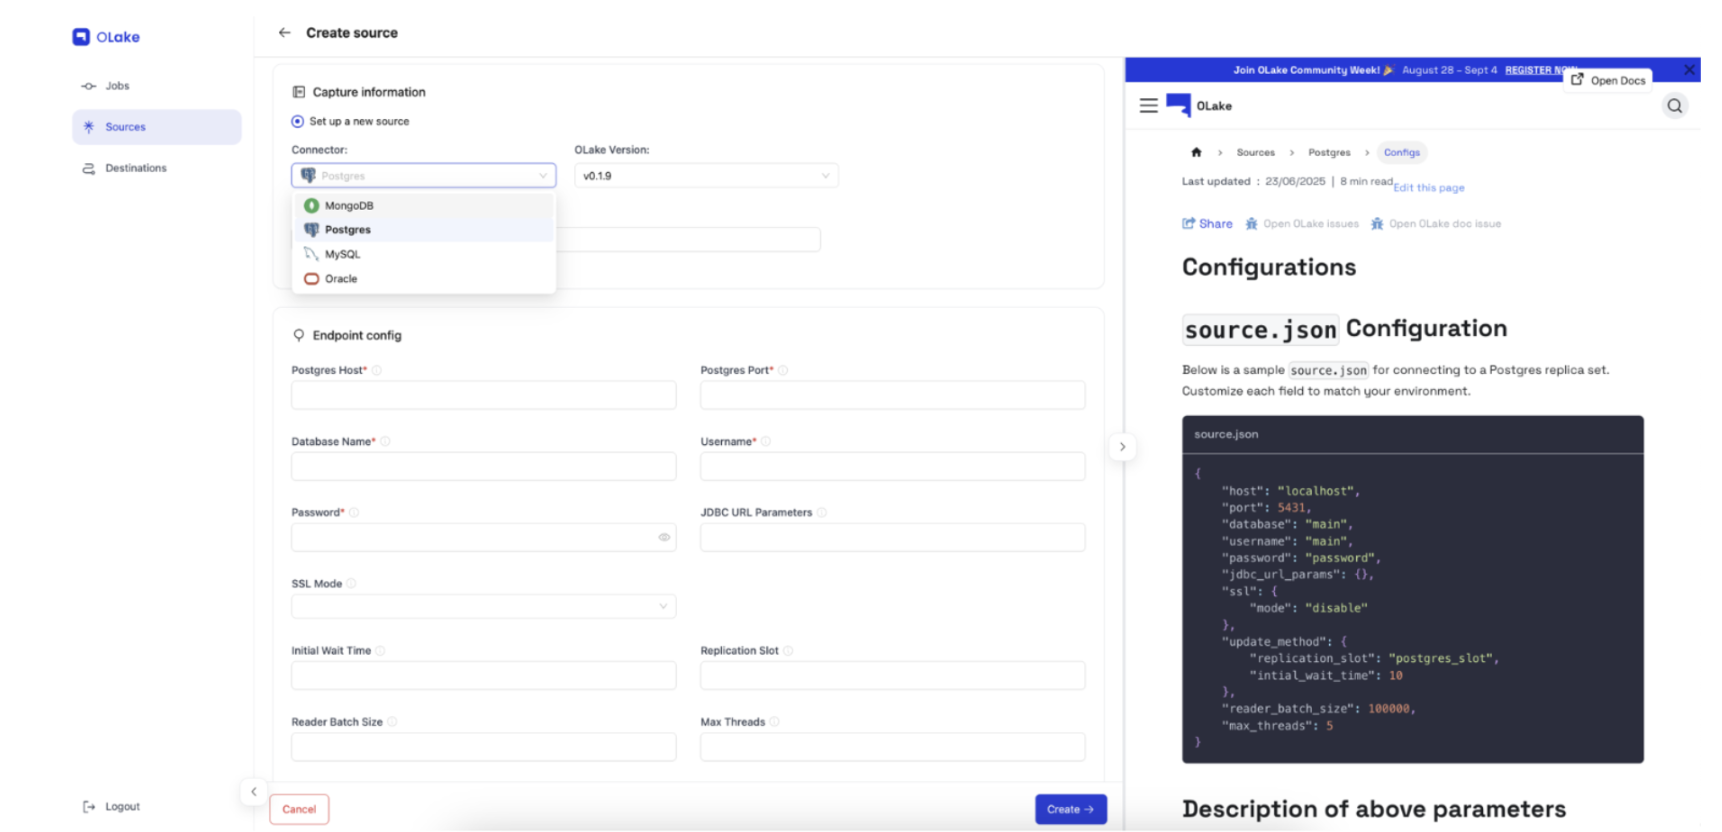 OLake
Jobs
Sources
Destinations
Logout
Create source
Capture information
Set up a new source
Connector:
OLake Version:
Postgres
v0.1.9
MongoDB
Postgres
MySQL
Oracle
Endpoint config
Postgres Host*
Postgres Port*
Database Name*
Username*
Password*
JDBC URL Parameters
SSL Mode
Initial Wait Time
Replication Slot
Reader Batch Size
Max Threads
Cancel
Create →
Join OLake Community Week! 🎉 August 28 – Sept 4 REGISTER
Open Docs
OLake
Sources > Postgres > Configs
Last updated : 23/06/2025 | 8 min read
Edit this page
Share Open OLake issues Open OLake doc issue
Configurations
source.json Configuration
Below is a sample source.json for connecting to a Postgres replica set.
Customize each field to match your environment.
source.json
{
"host": "localhost",
"port": 5431,
"database": "main",
"username": "main",
"password": "password",
"jdbc_url_params": {},
"ssl": {
"mode": "disable"
},
"update_method": {
"replication_slot": "postgres_slot",
"intial_wait_time": 10
},
"reader_batch_size": 100000,
"max_threads": 5
}
Description of above parameters